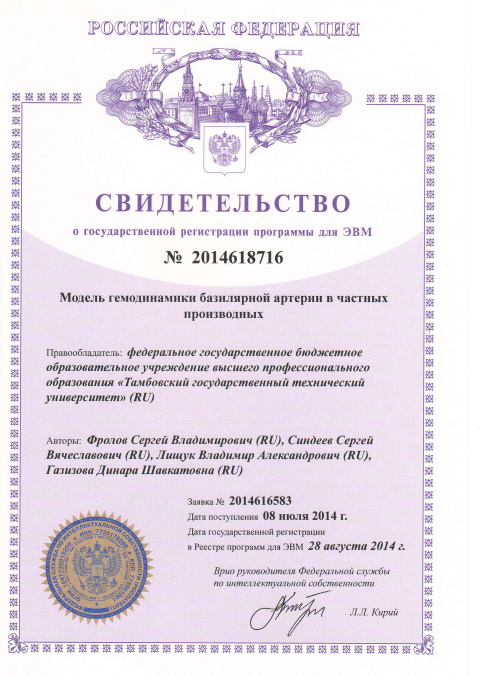 РОССИЙСКАЯ ФЕДЕРАЦИЯ
СВИДЕТЕЛЬСТВО
о государственной регистрации программы для ЭВМ
№ 2014618716
Модель гемодинамики базилярной артерии в частных
производных
Правообладатель: федеральное государственное бюджетное
образовательное учреждение высшего профессионального
образования «Тамбовский государственный технический
университет» (RU)
Авторы: Фролов Сергей Владимирович (RU), Синдеев Сергей
Вячеславович (RU), Лищук Владимир Александрович (RU),
Газизова Динара Шавкатовна (RU)
Заявка № 2014616583
Дата поступления 08 июля 2014 г.
Дата государственной регистрации
в Реестре программ для ЭВМ 28 августа 2014 г.
Врио руководителя Федеральной службы
по интеллектуальной собственности
Л.Л. Кирий